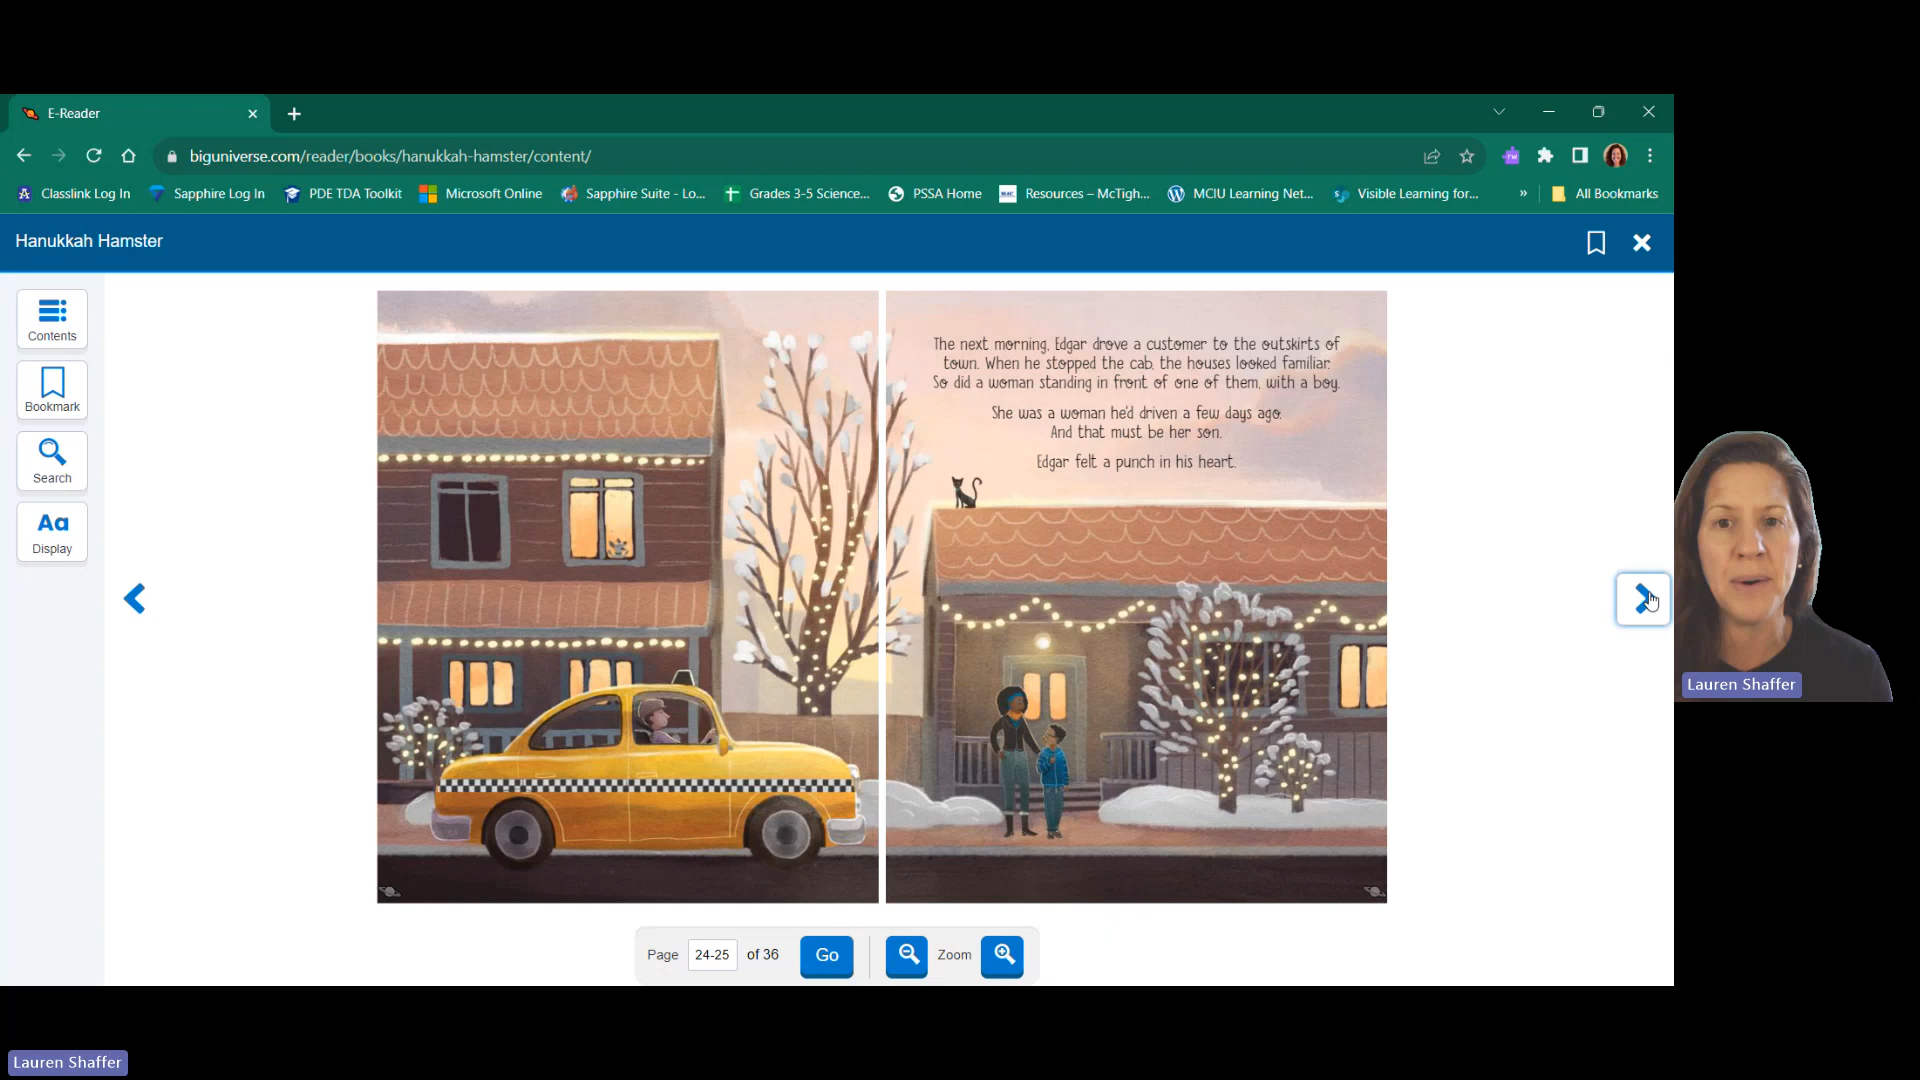 E-Reader
biguniverse.com/reader/books/hanukkah-hamster/content/
Classlink Log In Sapphire Log In PDE TDA Toolkit Microsoft Online Sapphire Suite - Lo... Grades 3-5 Science... PSSA Home Resources – McTigh... MCIU Learning Net... Visible Learning for... » All Bookmarks
Hanukkah Hamster
Contents
Bookmark
Search
Aa
Display
The next morning, Edgar drove a customer to the outskirts of
town. When he stopped the cab, the houses looked familiar.
So did a woman standing in front of one of them, with a boy.
She was a woman he'd driven a few days ago.
And that must be her son.
Edgar felt a punch in his heart.
Page 24-25 of 36 Go Zoom
Lauren Shaffer
Lauren Shaffer